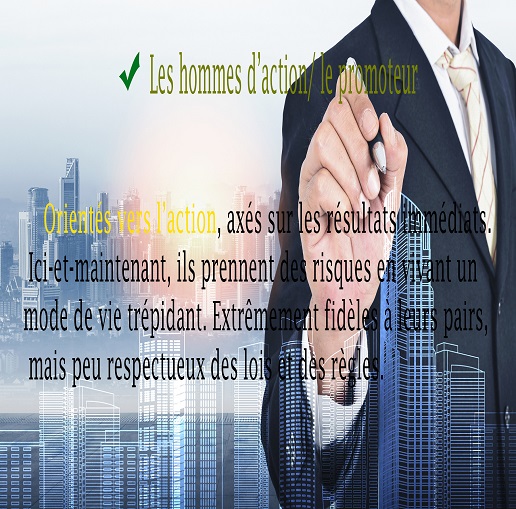 ✓ Les hommes d’action/ le promoteur
Orientés vers l'action, axés sur les résultats immédiats.
Ici-et-maintenant, ils prennent des risques en vivant un
mode de vie trépidant. Extrêmement fidèles à leurs pairs,
mais peu respectueux des lois et des règles.